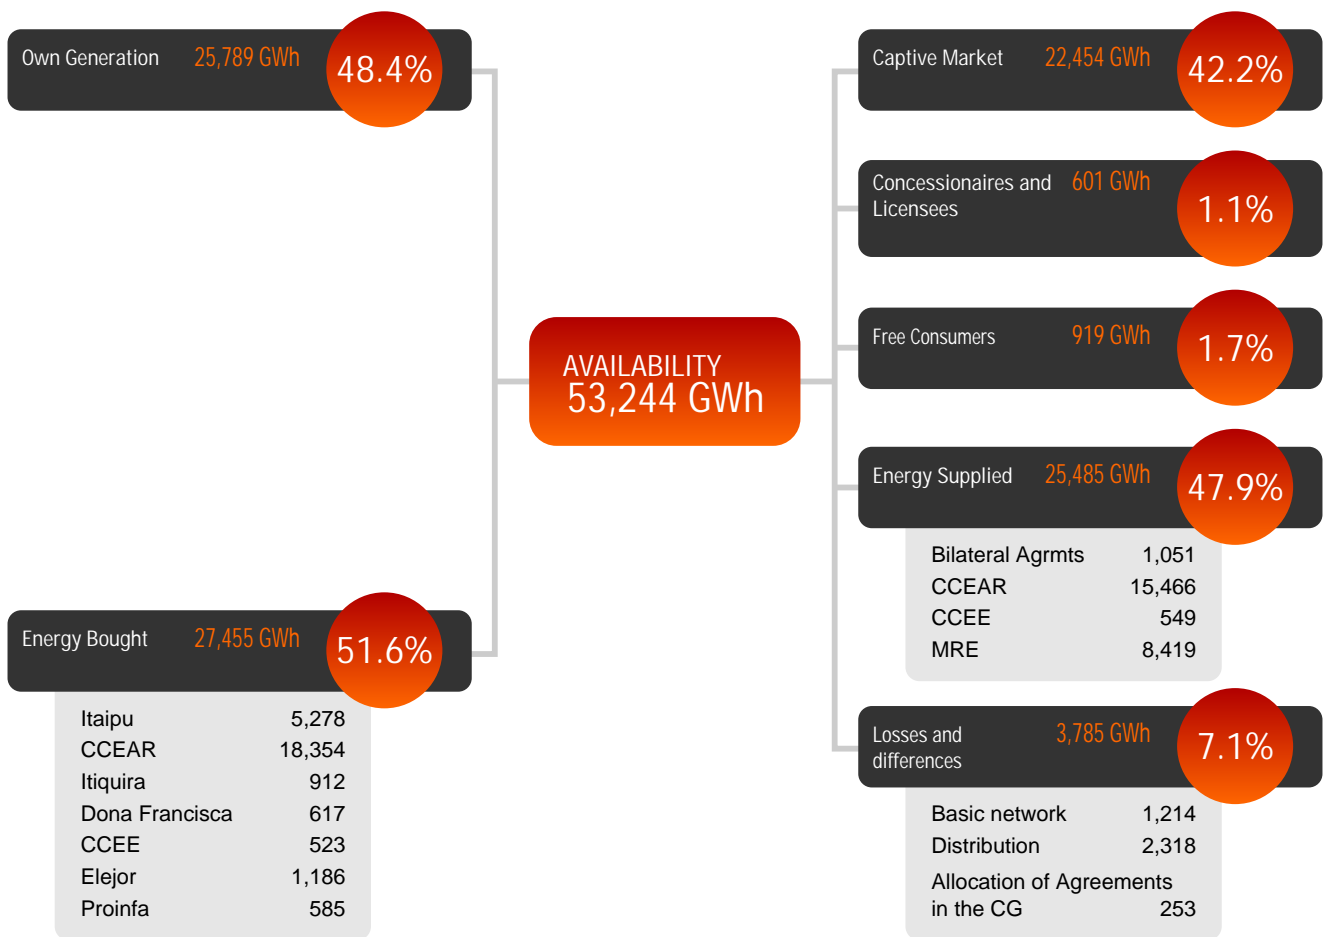 Own Generation 25,789 GWh 48.4%
Energy Bought 27,455 GWh 51.6%
Itaipu 5,278
CCEAR 18,354
Itiquira 912
Dona Francisca 617
CCEE 523
Elejor 1,186
Proinfa 585
AVAILABILITY
53,244 GWh
Captive Market 22,454 GWh 42.2%
Concessionaires and 601 GWh
Licensees
1.1%
Free Consumers 919 GWh 1.7%
Energy Supplied 25,485 GWh 47.9%
Bilateral Agrmts 1,051
CCEAR 15,466
CCEE 549
MRE 8,419
Losses and 3,785 GWh
differences
7.1%
Basic network 1,214
Distribution 2,318
Allocation of Agreements
in the CG 253